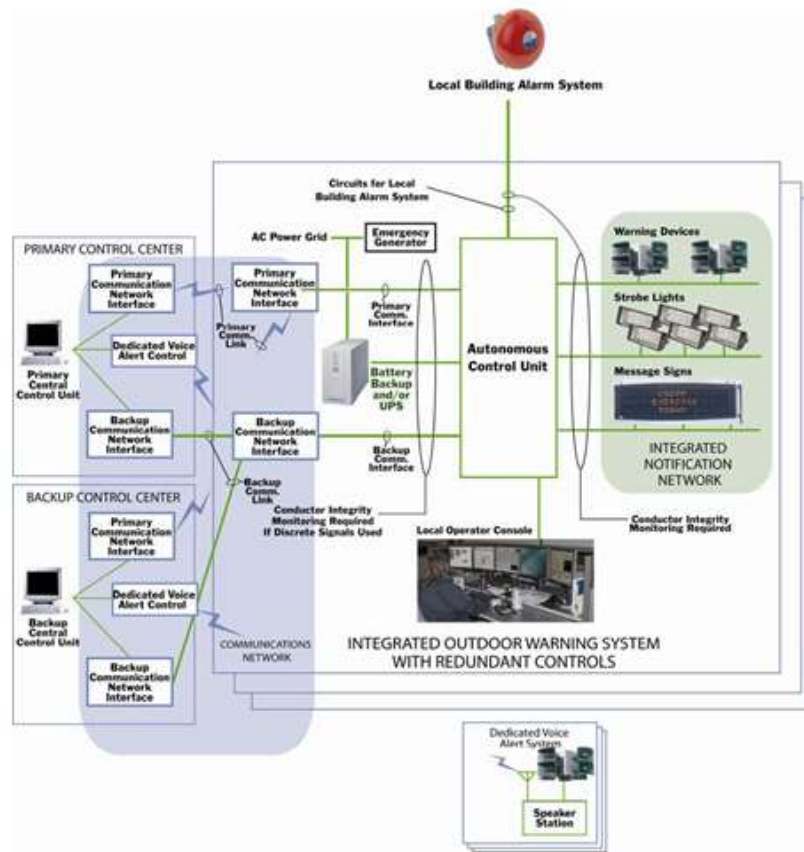 Local Building Alarm System
Circuits for Local
Building Alarm System
AC Power Grid
Emergency
Generator
PRIMARY CONTROL CENTER
Primary
Communication
Network
Interface
Dedicated Voice
Alert Control
Primary
Central
Control Unit
Backup
Communication
Network
Interface
Primary
Comm.
Link
Primary
Communication
Network
Interface
Primary
Comm.
Interface
Battery
Backup
and/or
UPS
Autonomous
Control Unit
Warning Devices
Strobe Lights
Message Signs
INTEGRATED
NOTIFICATION
NETWORK
Backup
Communication
Network
Interface
Backup
Comm.
Interface
Backup
Comm.
Link
BACKUP CONTROL CENTER
Primary
Communication
Network
Interface
Dedicated Voice
Alert Control
Backup
Central
Control Unit
Backup
Communication
Network
Interface
COMMUNICATIONS
NETWORK
Conductor Integrity
Monitoring Required
If Discrete Signals Used
Local Operator Console
Conductor Integrity
Monitoring Required
INTEGRATED OUTDOOR WARNING SYSTEM
WITH REDUNDANT CONTROLS
Dedicated Voice
Alert System
Speaker
Station